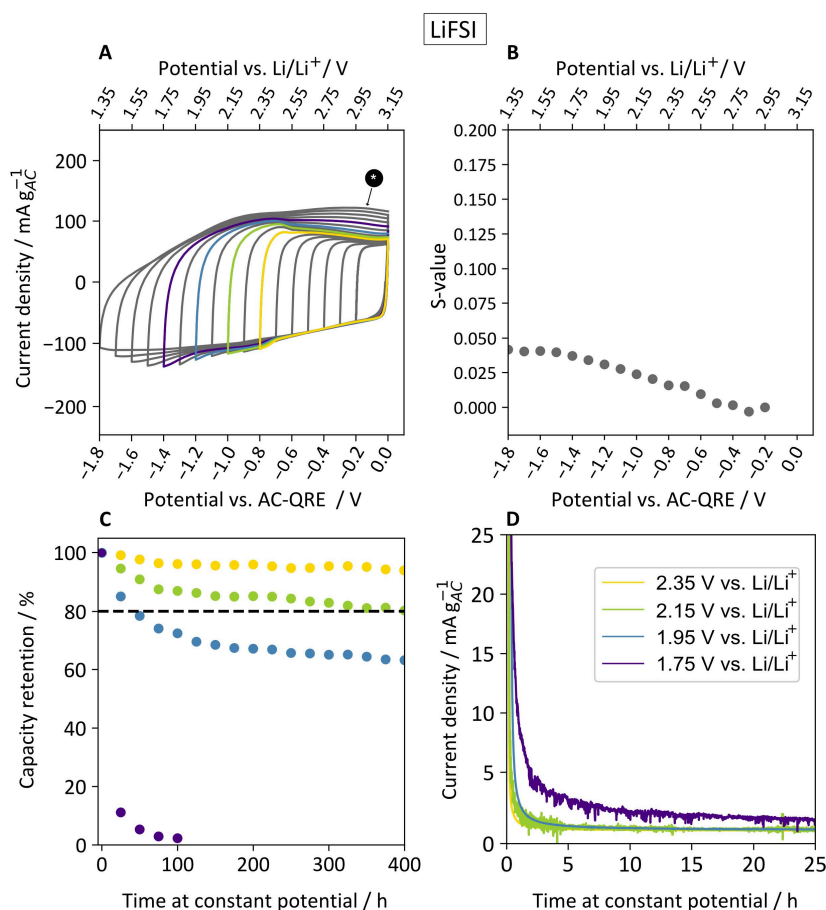 LiFSI
A
Potential vs. Li/Li⁺/ V
1.35 1.55 1.75 1.95 2.15 2.35 2.55 2.75 2.95 3.15
Current density / mA g⁻¹AC
200
100
0
−100
−200
*
−1.8 −1.6 −1.4 −1.2 −1.0 −0.8 −0.6 −0.4 −0.2 0.0
Potential vs. AC-QRE / V
B
Potential vs. Li/Li⁺/ V
1.35 1.55 1.75 1.95 2.15 2.35 2.55 2.75 2.95 3.15
S-value
0.200
0.175
0.150
0.125
0.100
0.075
0.050
0.025
0.000
−1.8 −1.6 −1.4 −1.2 −1.0 −0.8 −0.6 −0.4 −0.2 0.0
Potential vs. AC-QRE / V
C
Capacity retention / %
100
80
60
40
20
0
0 100 200 300 400
Time at constant potential / h
D
Current density / mA g⁻¹AC
25
20
15
10
5
0
2.35 V vs. Li/Li⁺
2.15 V vs. Li/Li⁺
1.95 V vs. Li/Li⁺
1.75 V vs. Li/Li⁺
0 5 10 15 20 25
Time at constant potential / h